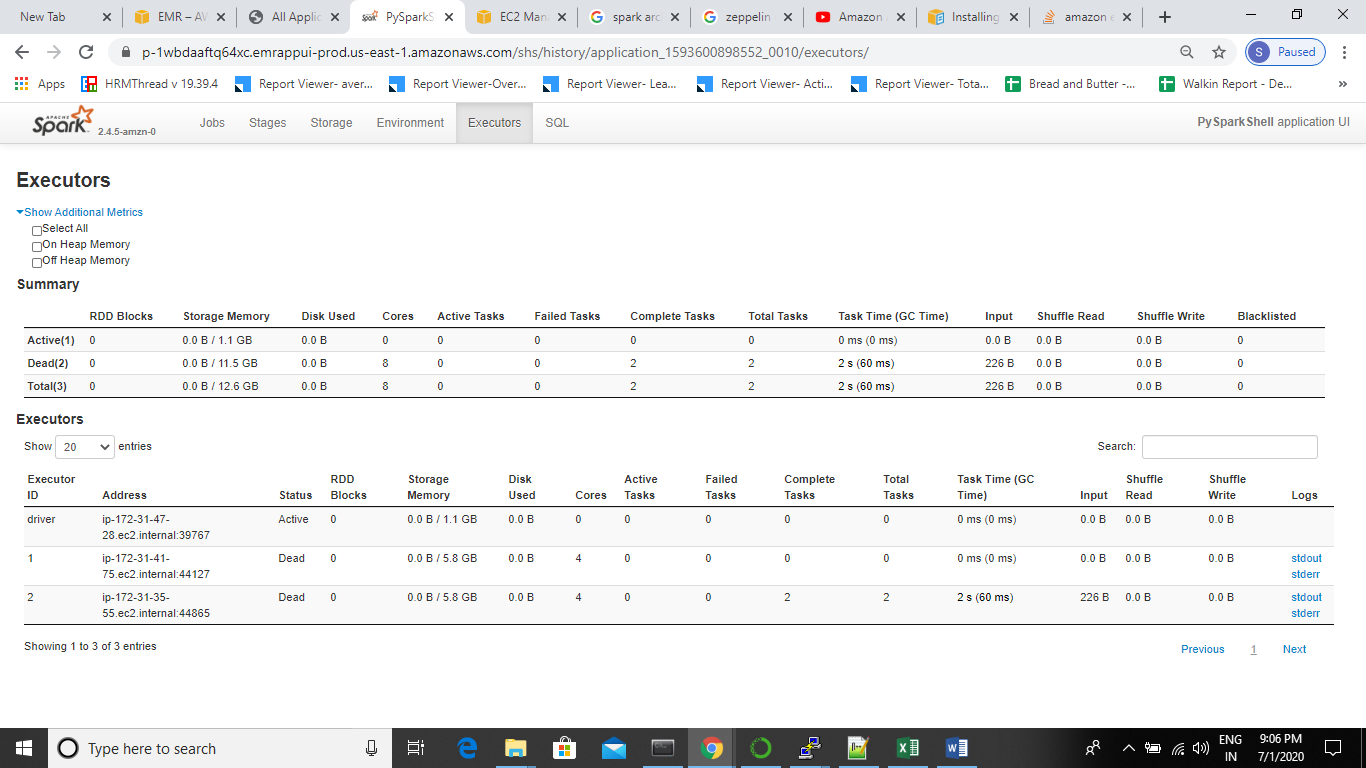 New Tab
EMR – AV
All Applic
PySparkS
EC2 Man
spark arc
zeppelin
Amazon
Installing
amazon e
p-1wbdaaftq64xc.emrappui-prod.us-east-1.amazonaws.com/shs/history/application_1593600898552_0010/executors/
S Paused
Apps
HRMThread v 19.39.4
Report Viewer- aver...
Report Viewer-Over...
Report Viewer- Lea...
Report Viewer- Acti...
Report Viewer- Tota...
Bread and Butter -...
Walkin Report - De...
»
APACHE Spark 2.4.5-amzn-0
Jobs Stages Storage Environment Executors SQL
PySparkShell application UI
Executors
Show Additional Metrics
Select All
On Heap Memory
Off Heap Memory
Summary
RDD Blocks Storage Memory Disk Used Cores Active Tasks Failed Tasks Complete Tasks Total Tasks Task Time (GC Time) Input Shuffle Read Shuffle Write Blacklisted
Active(1) 0 0.0 B / 1.1 GB 0.0 B 0 0 0 0 0 0 ms (0 ms) 0.0 B 0.0 B 0.0 B 0
Dead(2) 0 0.0 B / 11.5 GB 0.0 B 8 0 0 2 2 2 s (60 ms) 226 B 0.0 B 0.0 B 0
Total(3) 0 0.0 B / 12.6 GB 0.0 B 8 0 0 2 2 2 s (60 ms) 226 B 0.0 B 0.0 B 0
Executors
Show 20 entries
Search:
Executor ID Address Status RDD Blocks Storage Memory Disk Used Cores Active Tasks Failed Tasks Complete Tasks Total Tasks Task Time (GC Time) Input Shuffle Read Shuffle Write Logs
driver ip-172-31-47-28.ec2.internal:39767 Active 0 0.0 B / 1.1 GB 0.0 B 0 0 0 0 0 0 ms (0 ms) 0.0 B 0.0 B 0.0 B
1 ip-172-31-41-75.ec2.internal:44127 Dead 0 0.0 B / 5.8 GB 0.0 B 4 0 0 0 0 0 ms (0 ms) 0.0 B 0.0 B 0.0 B stdout stderr
2 ip-172-31-35-55.ec2.internal:44865 Dead 0 0.0 B / 5.8 GB 0.0 B 4 0 0 2 2 2 s (60 ms) 226 B 0.0 B 0.0 B stdout stderr
Showing 1 to 3 of 3 entries
Previous 1 Next
Type here to search
ENG
IN
9:06 PM
7/1/2020